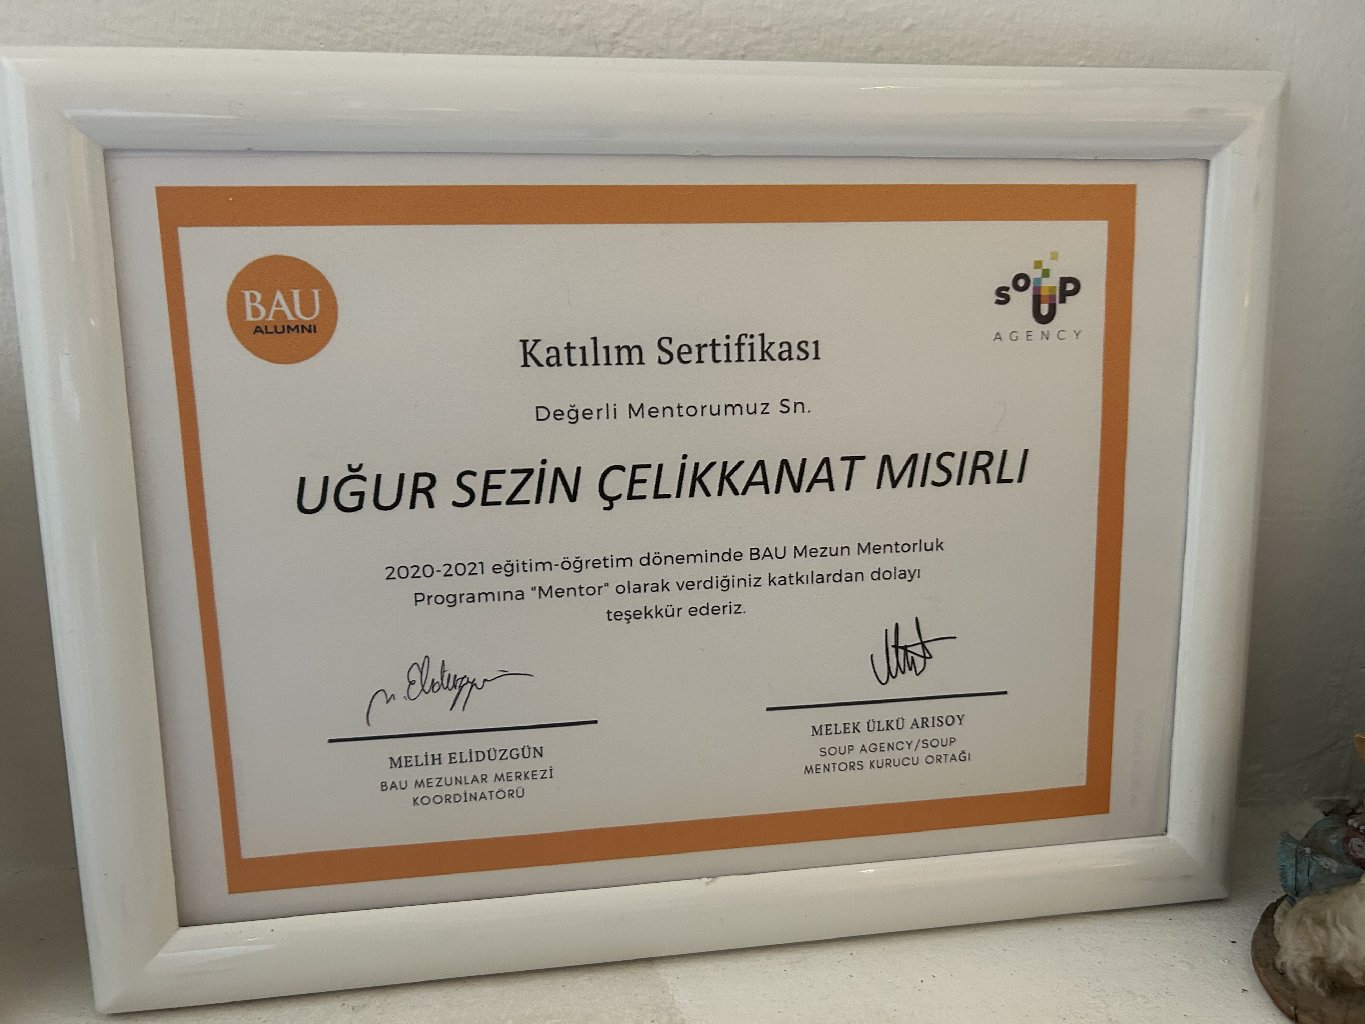 BAU
ALUMNI
SOUP
AGENCY
Katılım Sertifikası
Değerli Mentorumuz Sn.
UĞUR SEZİN ÇELİKKANAT MISIRLI
2020-2021 eğitim-öğretim döneminde BAU Mezun Mentorluk
Programına "Mentor" olarak verdiğiniz katkılardan dolayı
teşekkür ederiz.
M. Elidüzgün
MELİH ELİDÜZGÜN
BAU MEZUNLAR MERKEZİ
KOORDİNATÖRÜ
MELEK ÜLKÜ ARISOY
SOUP AGENCY/SOUP
MENTORS KURUCU ORTAĞI